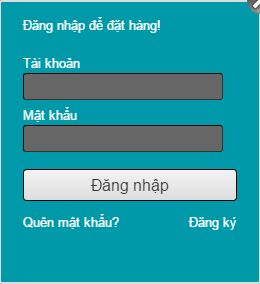 Đăng nhập để đặt hàng!
Tài khoản
Mật khẩu
Đăng nhập
Quên mật khẩu? Đăng ký